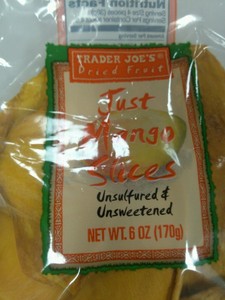 Nutrition Facts
TRADER JOE'S®
Dried Fruit
Just
Mango
Slices
Unsulfured &
Unsweetened
NET WT. 6 OZ (170g)